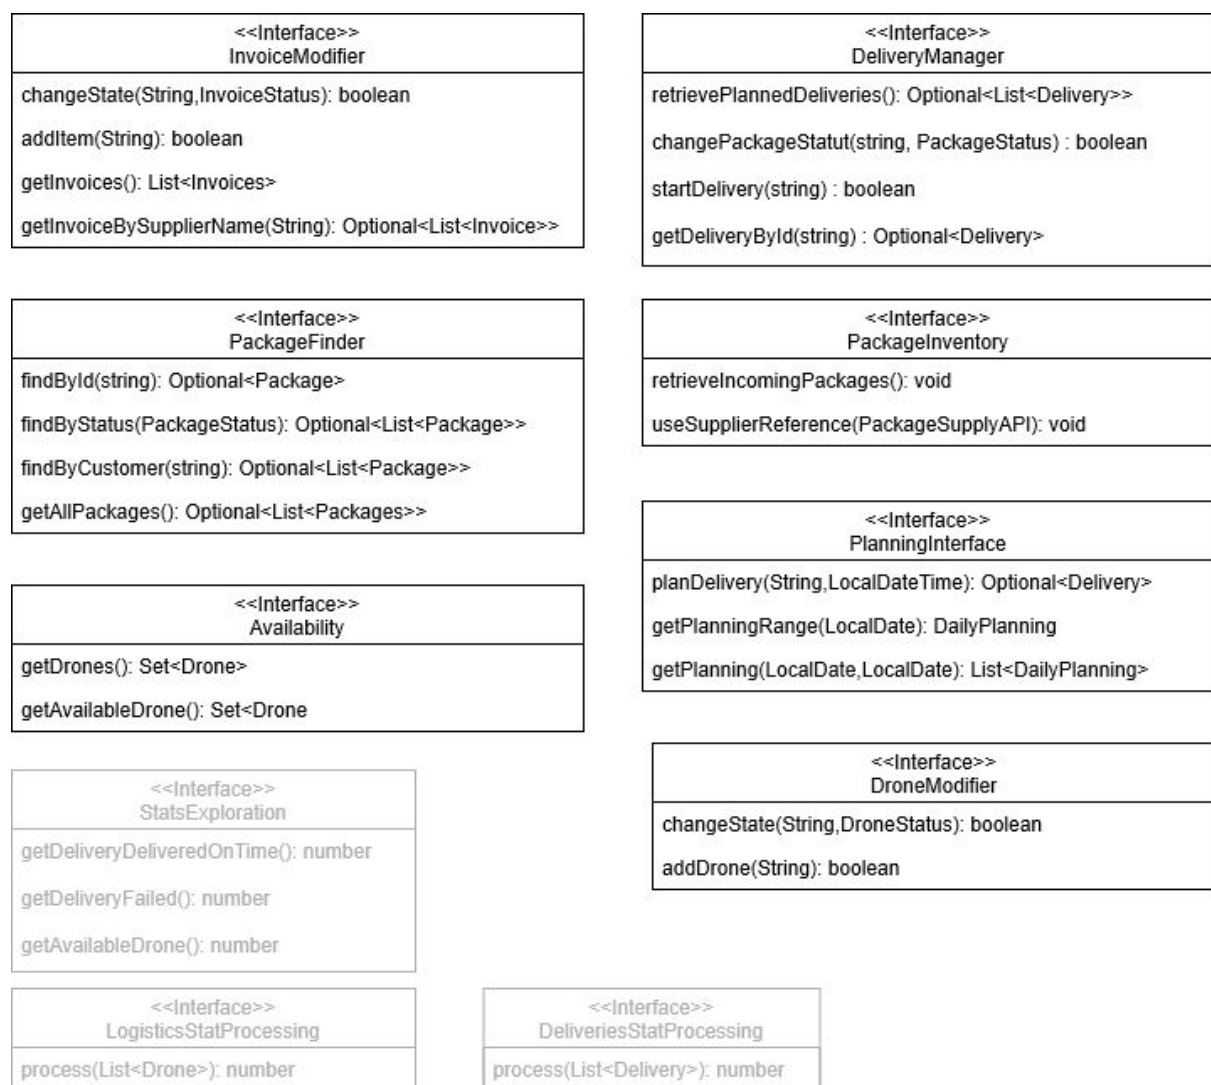 <<Interface>>
InvoiceModifier
changeState(String,InvoiceStatus): boolean
addItem(String): boolean
getInvoices(): List<Invoices>
getInvoiceBySupplierName(String): Optional<List<Invoice>>
<<Interface>>
DeliveryManager
retrievePlannedDeliveries(): Optional<List<Delivery>>
changePackageStatut(string, PackageStatus) : boolean
startDelivery(string) : boolean
getDeliveryById(string) : Optional<Delivery>
<<Interface>>
PackageFinder
findById(string): Optional<Package>
findByStatus(PackageStatus): Optional<List<Package>>
findByCustomer(string): Optional<List<Package>>
getAllPackages(): Optional<List<Packages>>
<<Interface>>
PackageInventory
retrieveIncomingPackages(): void
useSupplierReference(PackageSupplyAPI): void
<<Interface>>
PlanningInterface
planDelivery(String,LocalDateTime): Optional<Delivery>
getPlanningRange(LocalDate): DailyPlanning
getPlanning(LocalDate,LocalDate): List<DailyPlanning>
<<Interface>>
Availability
getDrones(): Set<Drone>
getAvailableDrone(): Set<Drone
<<Interface>>
DroneModifier
changeState(String,DroneStatus): boolean
addDrone(String): boolean
<<Interface>>
StatsExploration
getDeliveryDeliveredOnTime(): number
getDeliveryFailed(): number
getAvailableDrone(): number
<<Interface>>
LogisticsStatProcessing
process(List<Drone>): number
<<Interface>>
DeliveriesStatProcessing
process(List<Delivery>): number